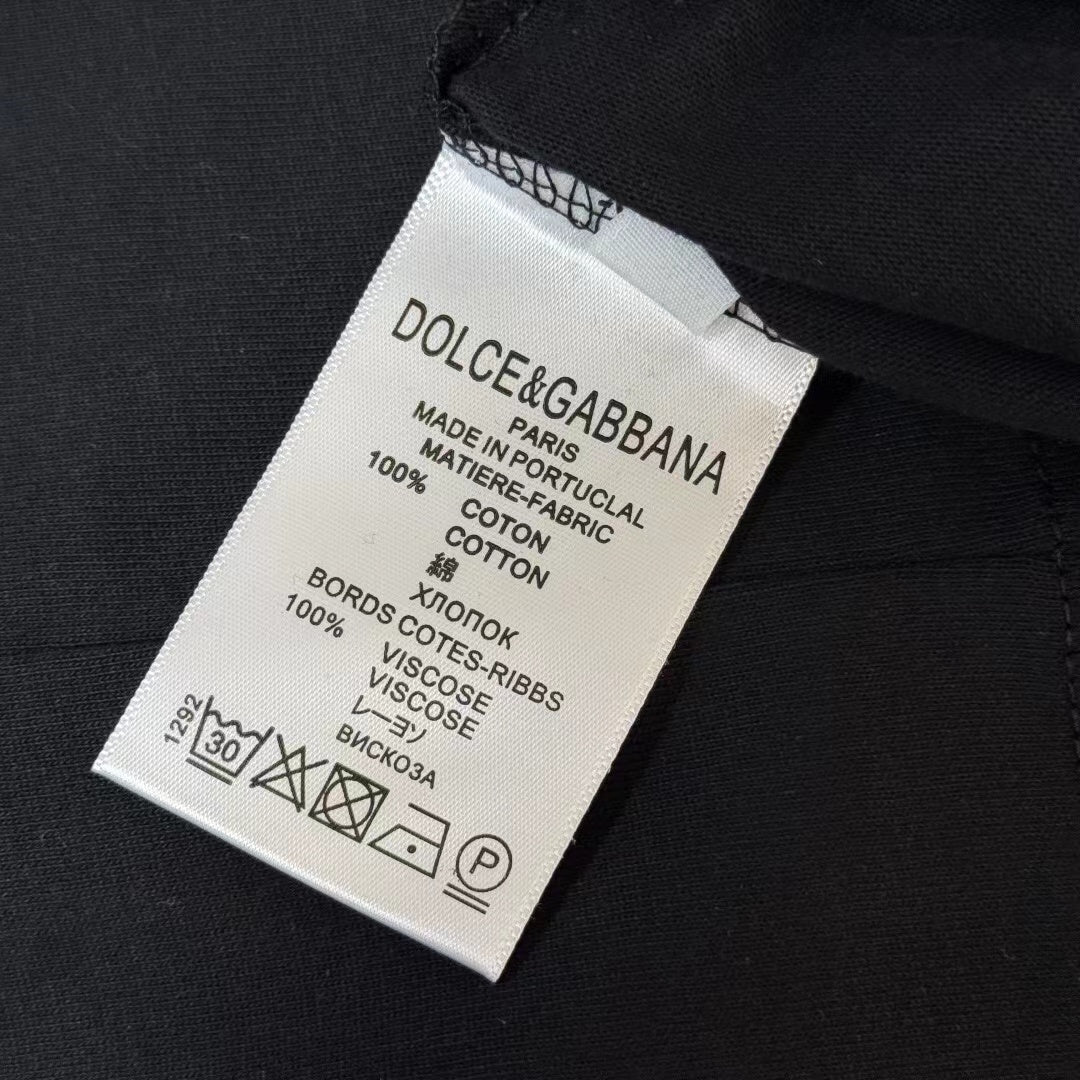 DOLCE&GABBANA
PARIS
MADE IN PORTUCLAL
MATIERE-FABRIC
100% COTON
COTTON
綿
ХЛОПОК
BORDS COTES-RIBBS
100% VISCOSE
VISCOSE
レーヨソ
ВИСКОЗА
1292
30
P